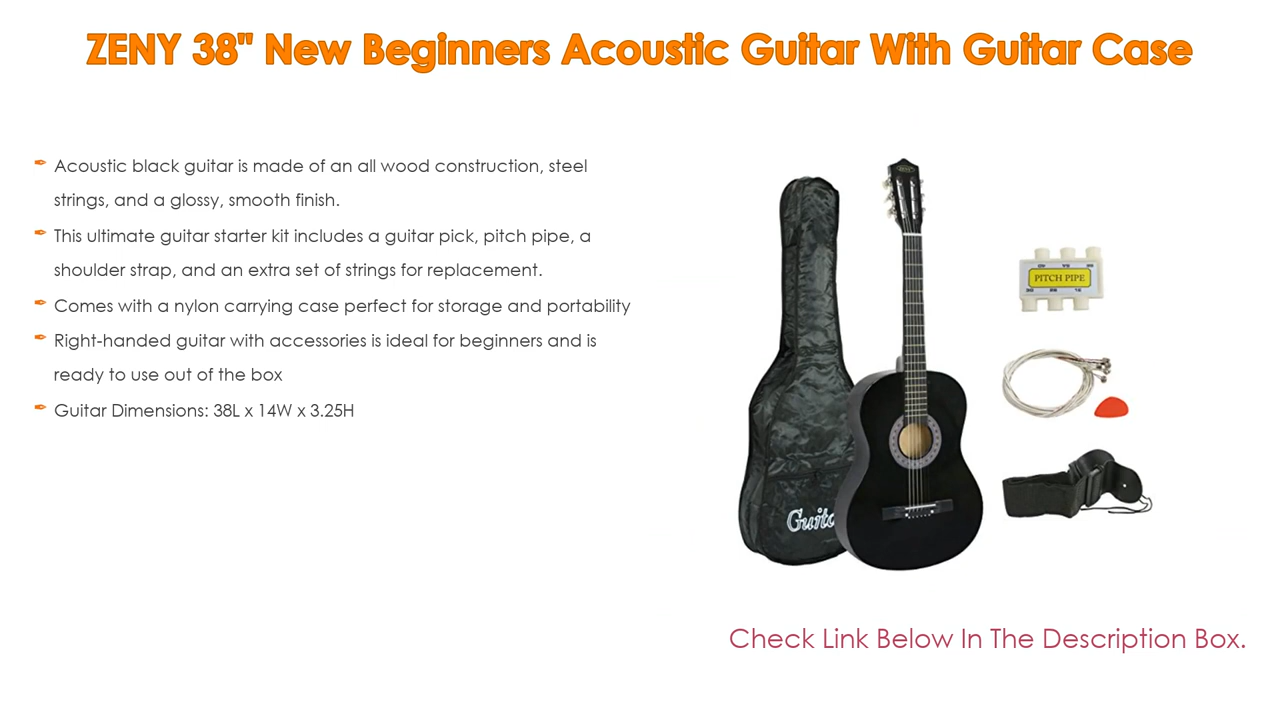 ZENY 38" New Beginners Acoustic Guitar With Guitar Case
Acoustic black guitar is made of an all wood construction, steel
strings, and a glossy, smooth finish.
This ultimate guitar starter kit includes a guitar pick, pitch pipe, a
shoulder strap, and an extra set of strings for replacement.
Comes with a nylon carrying case perfect for storage and portability
Right-handed guitar with accessories is ideal for beginners and is
ready to use out of the box
Guitar Dimensions: 38L x 14W x 3.25H
PITCH PIPE
Check Link Below In The Description Box.